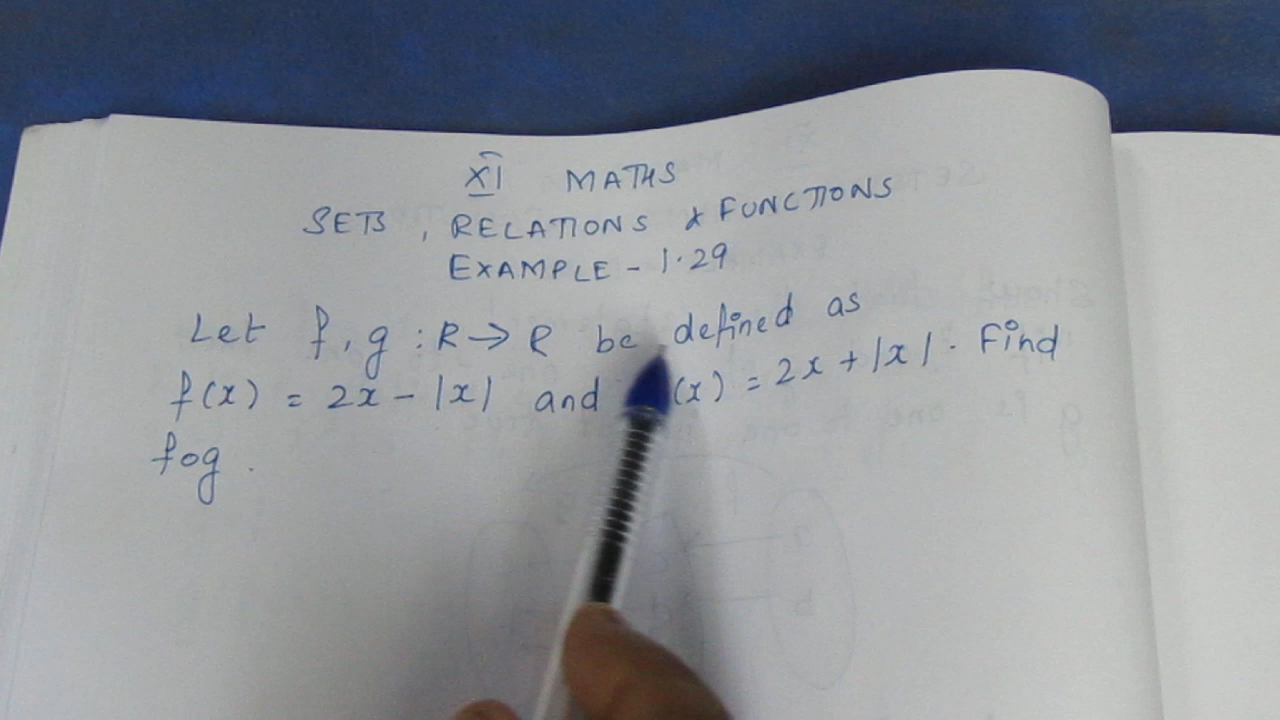 XI MATHS
SETS, RELATIONS & FUNCTIONS
EXAMPLE - 1.29
Let f, g : R → R be defined as
f(x) = 2x - |x| and (x) = 2x + |x|. Find
fog.